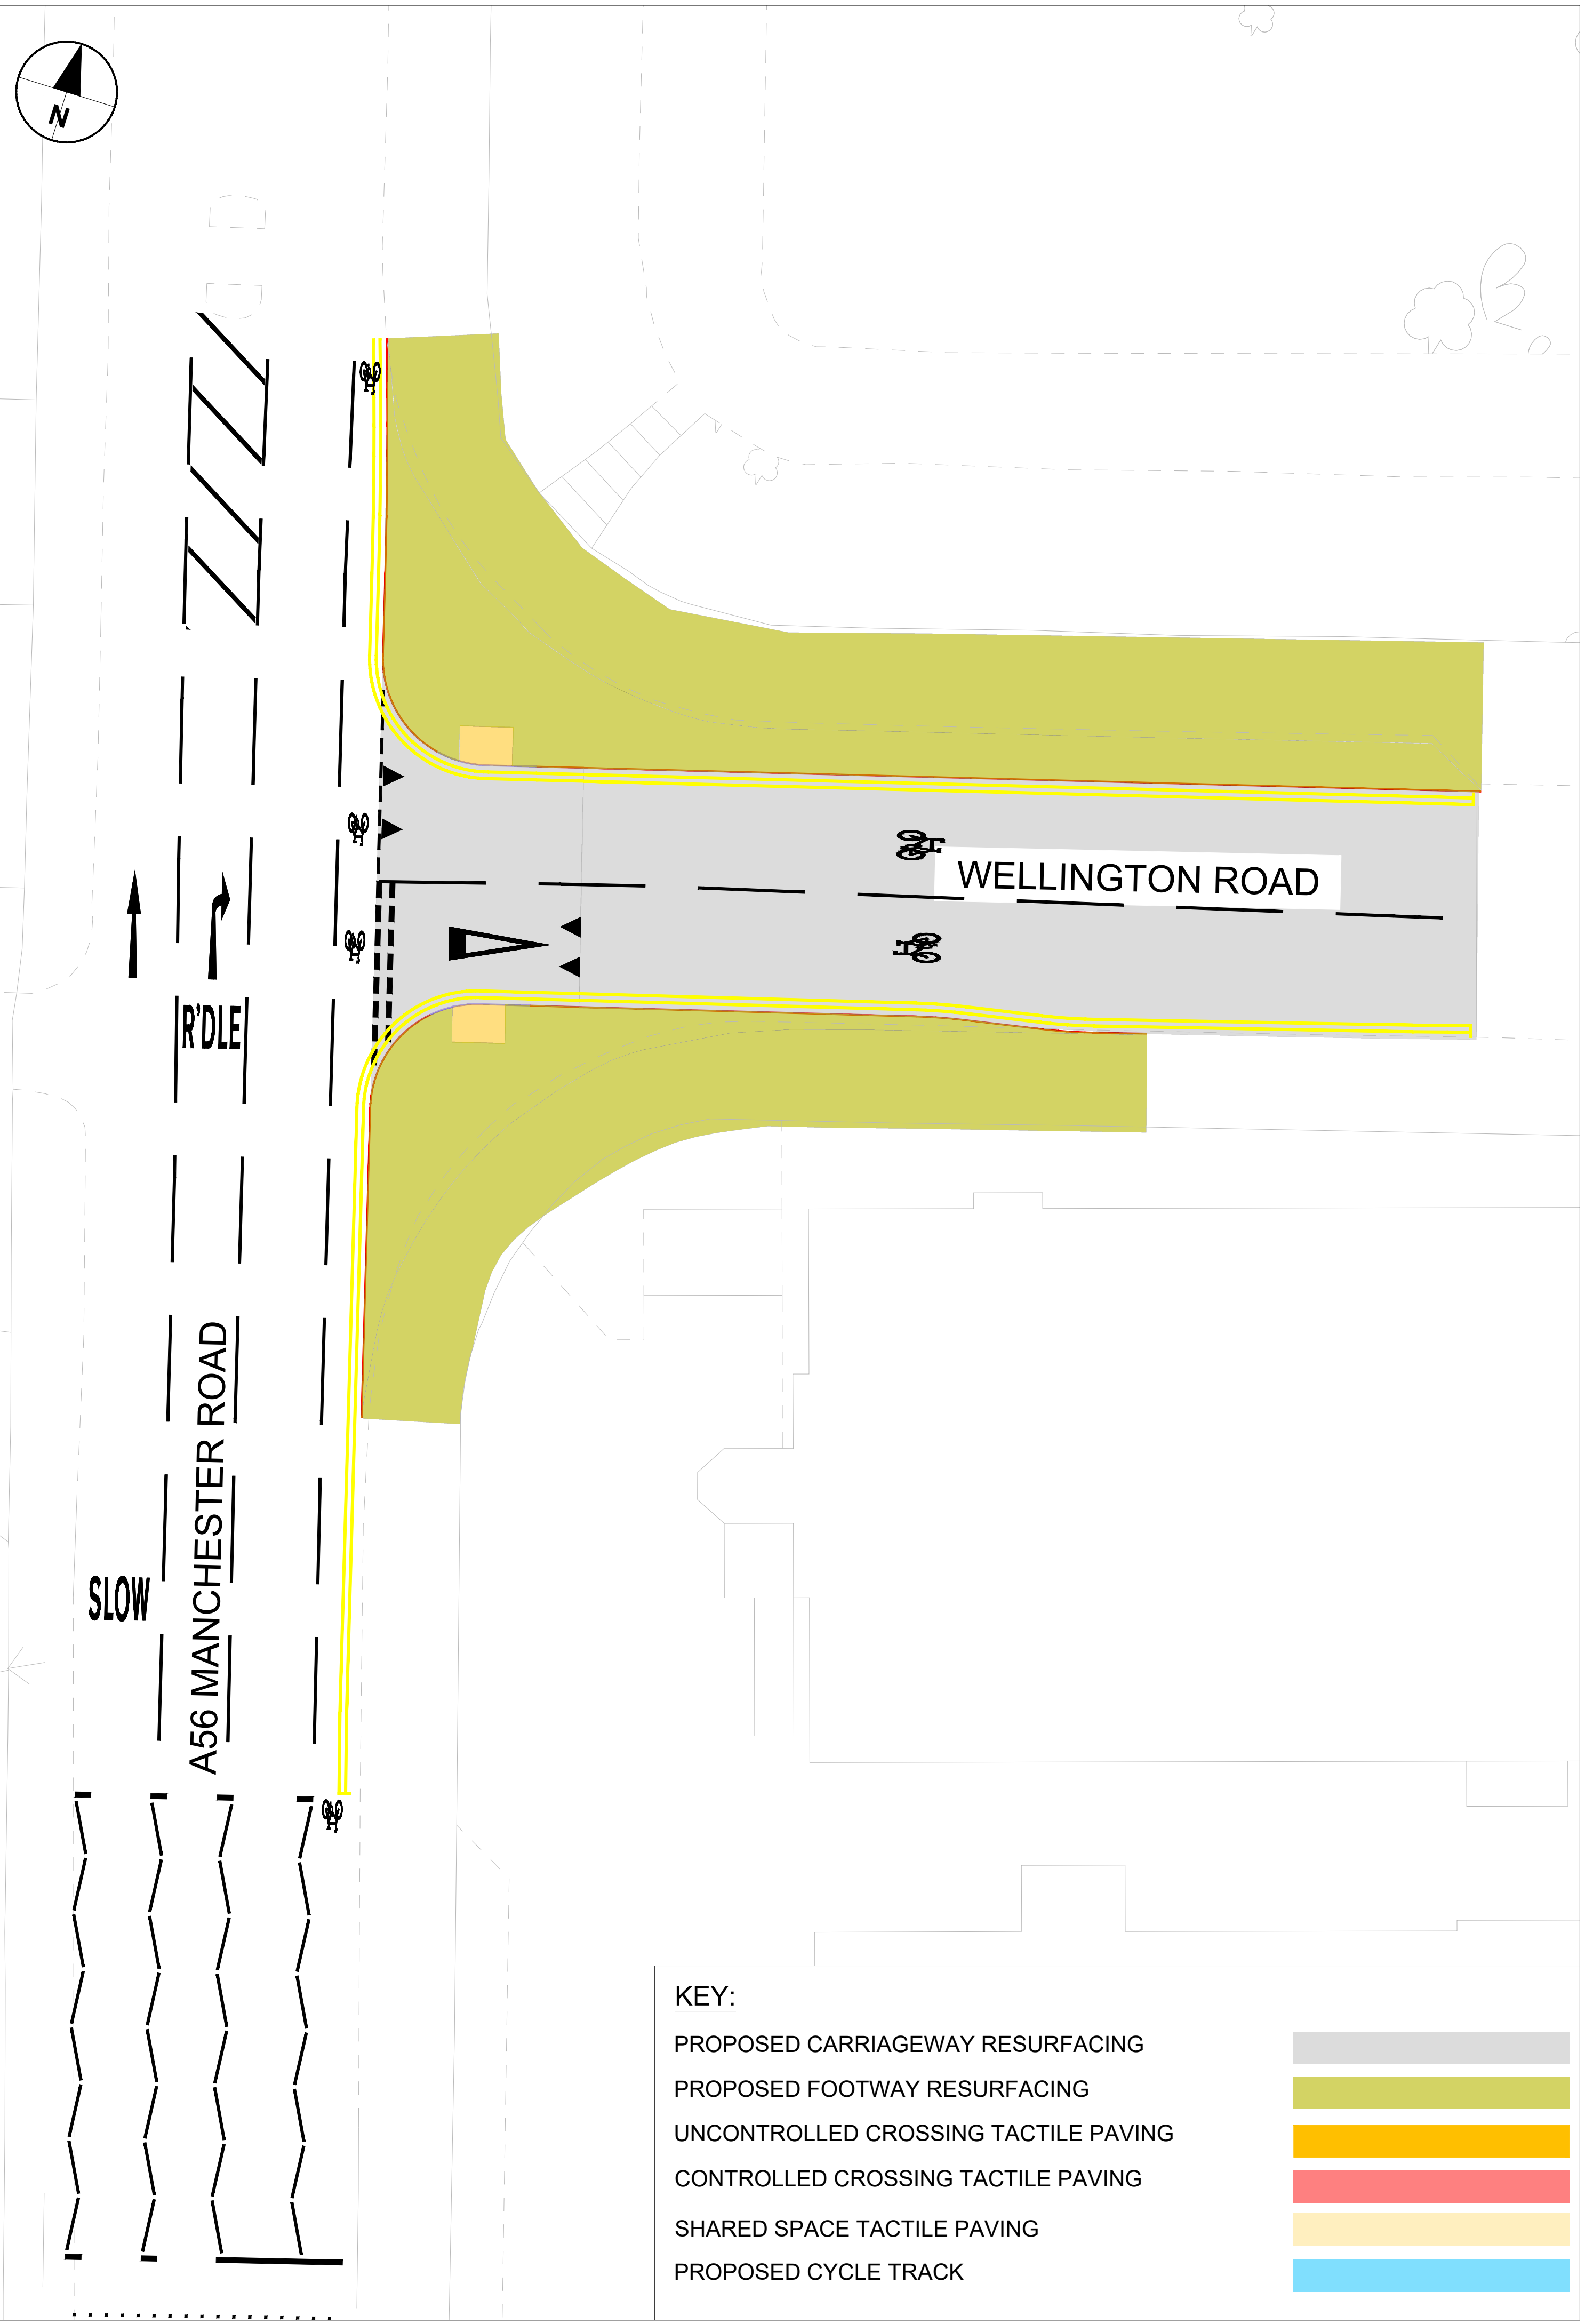 N
WELLINGTON ROAD
R'DLE
A56 MANCHESTER ROAD
SLOW
KEY:
PROPOSED CARRIAGEWAY RESURFACING
PROPOSED FOOTWAY RESURFACING
UNCONTROLLED CROSSING TACTILE PAVING
CONTROLLED CROSSING TACTILE PAVING
SHARED SPACE TACTILE PAVING
PROPOSED CYCLE TRACK